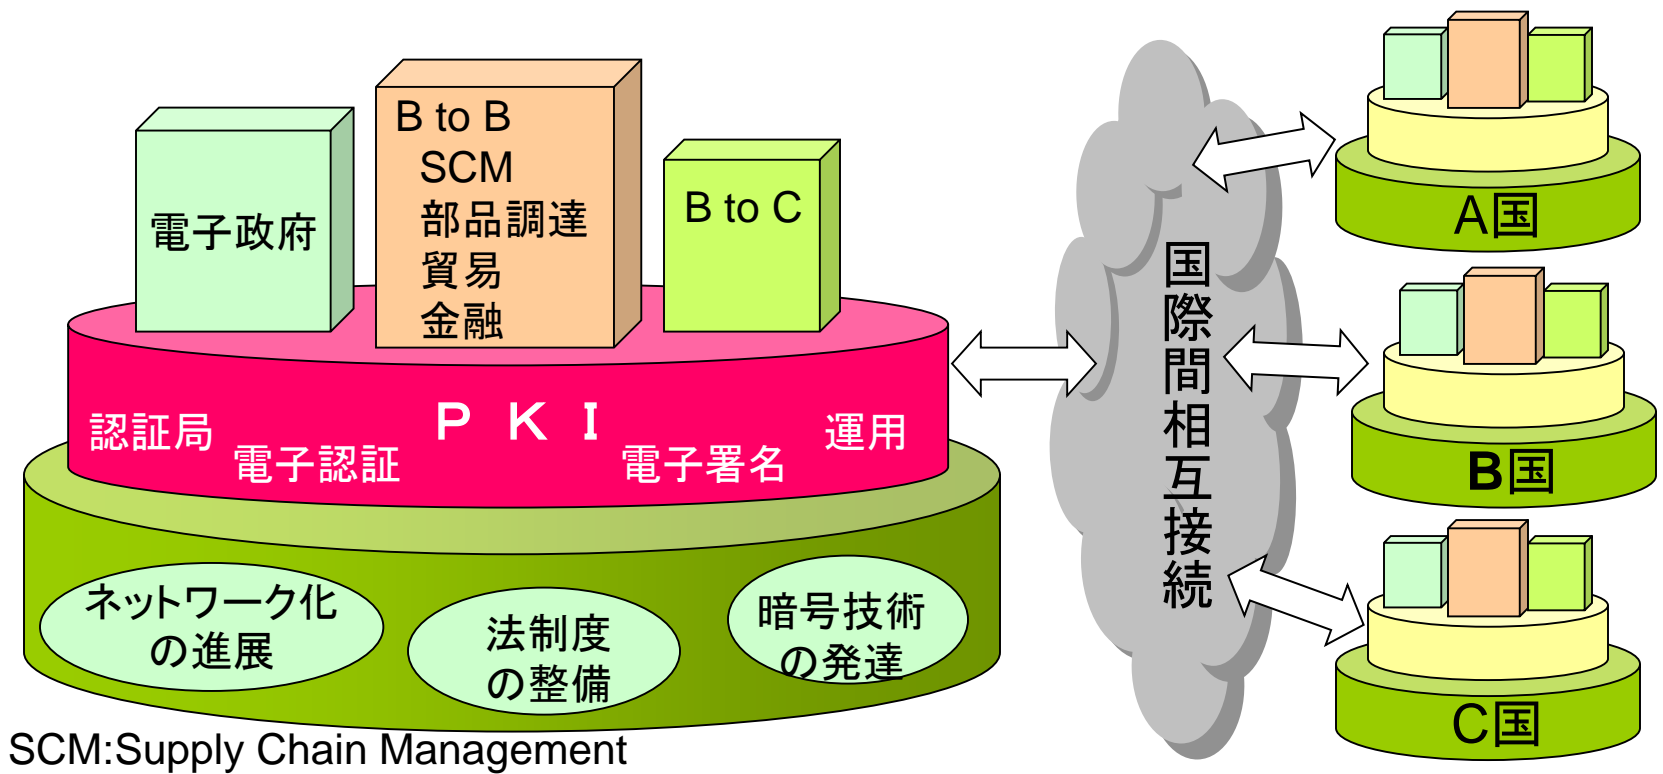 電子政府
B to B
SCM
部品調達
貿易
金融
B to C
認証局
電子認証
ＰＫＩ
電子署名
運用
ネットワーク化
の進展
法制度
の整備
暗号技術
の発達
SCM:Supply Chain Management
国際間相互接続
A国
B国
C国